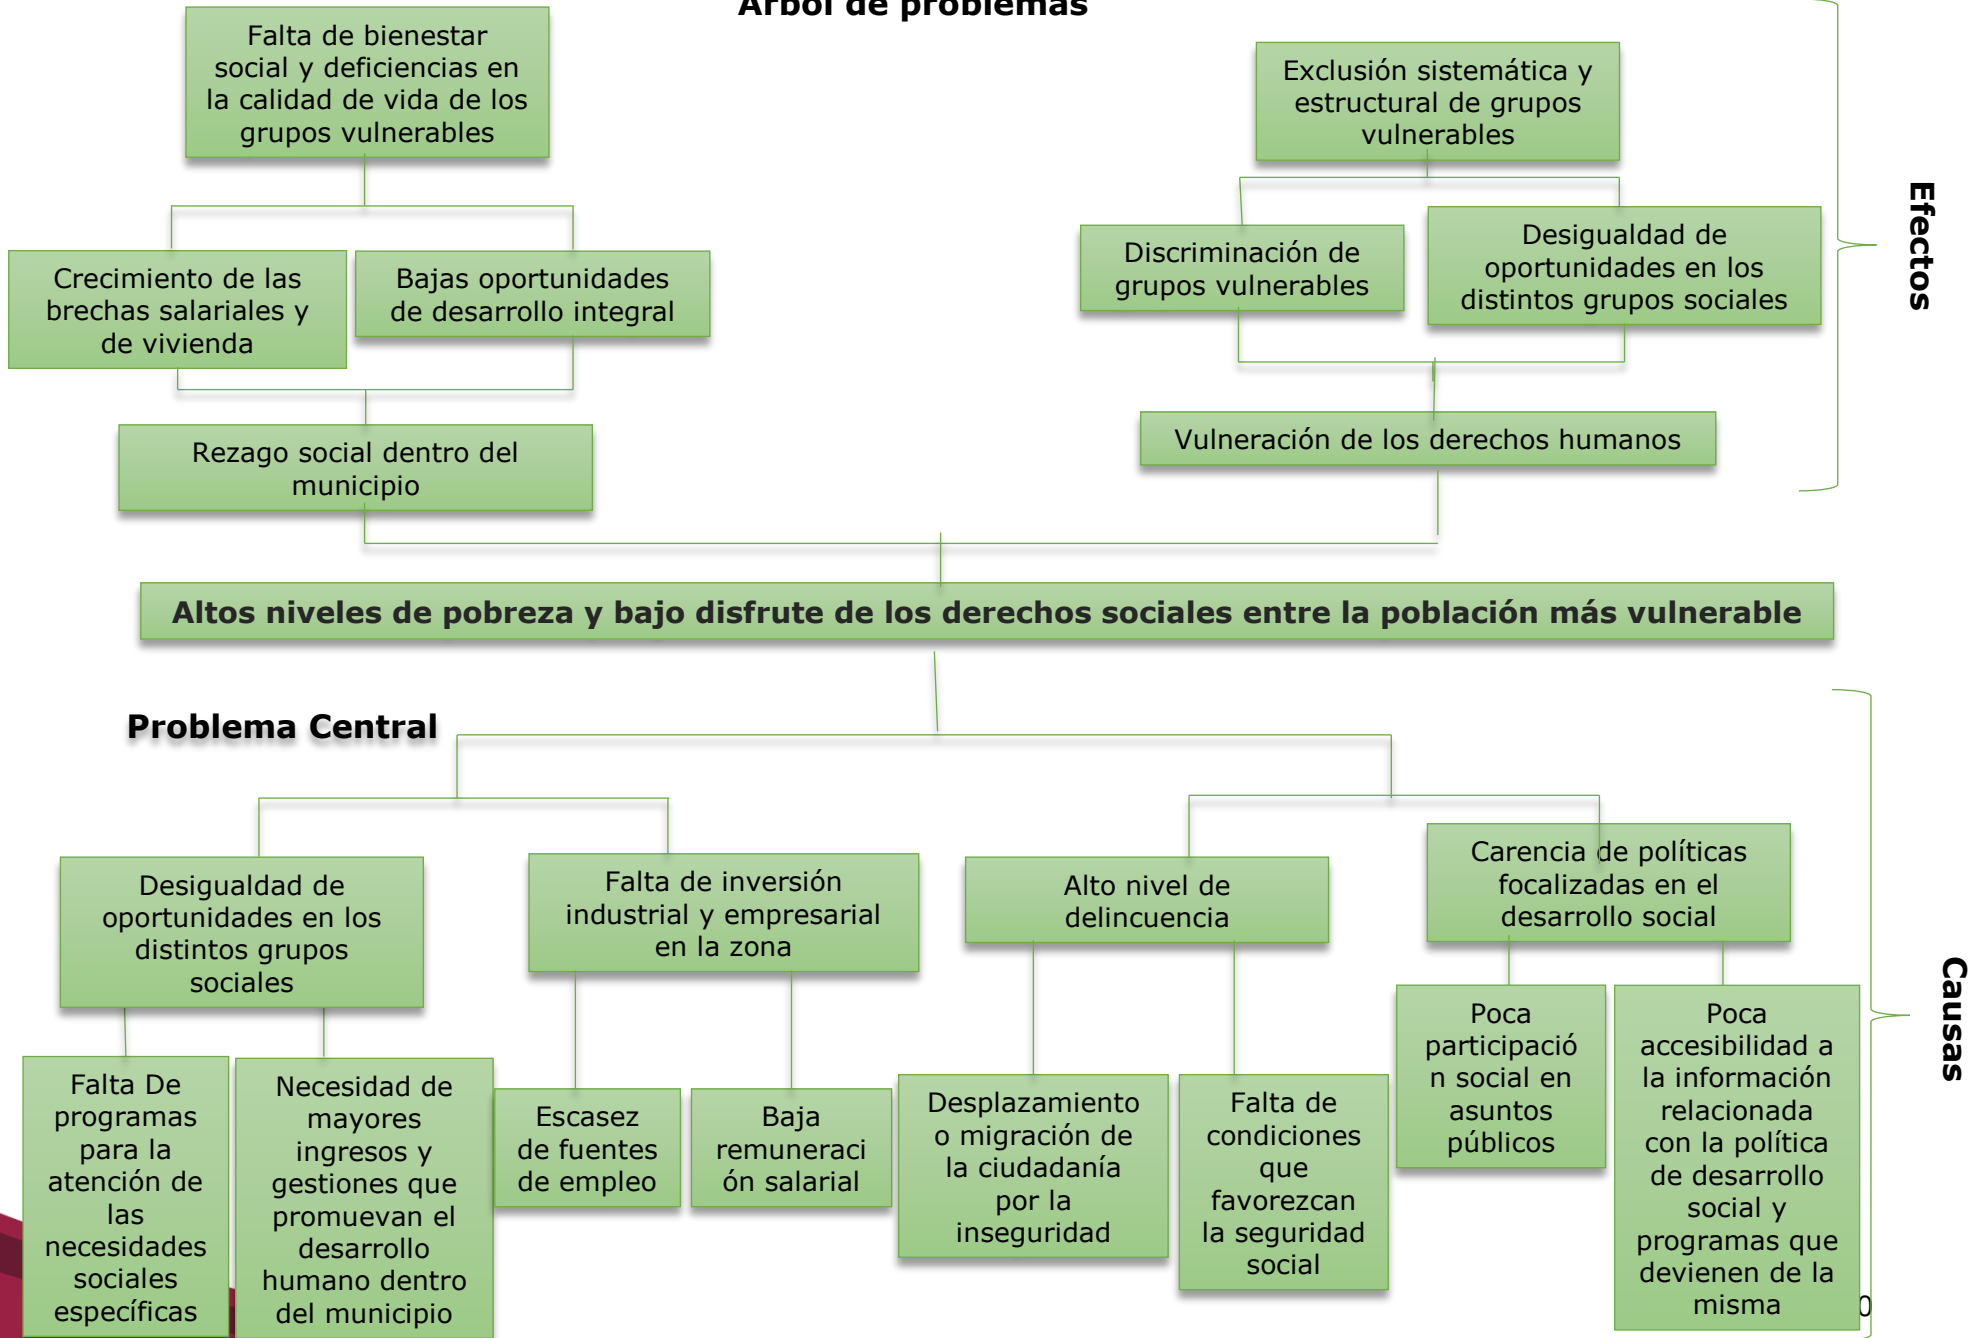 Árbol de problemas
Falta de bienestar
social y deficiencias en
la calidad de vida de los
grupos vulnerables
Exclusión sistemática y
estructural de grupos
vulnerables
Crecimiento de las
brechas salariales y
de vivienda
Bajas oportunidades
de desarrollo integral
Discriminación de
grupos vulnerables
Desigualdad de
oportunidades en los
distintos grupos sociales
Efectos
Rezago social dentro del
municipio
Vulneración de los derechos humanos
Altos niveles de pobreza y bajo disfrute de los derechos sociales entre la población más vulnerable
Problema Central
Desigualdad de
oportunidades en los
distintos grupos
sociales
Falta de inversión
industrial y empresarial
en la zona
Alto nivel de
delincuencia
Carencia de políticas
focalizadas en el
desarrollo social
Causas
Falta De
programas
para la
atención de
las
necesidades
sociales
específicas
Necesidad de
mayores
ingresos y
gestiones que
promuevan el
desarrollo
humano dentro
del municipio
Escasez
de fuentes
de empleo
Baja
remuneraci
ón salarial
Desplazamiento
o migración de
la ciudadanía
por la
inseguridad
Falta de
condiciones
que
favorezcan
la seguridad
social
Poca
participació
n social en
asuntos
públicos
Poca
accesibilidad a
la información
relacionada
con la política
de desarrollo
social y
programas que
devienen de la
misma